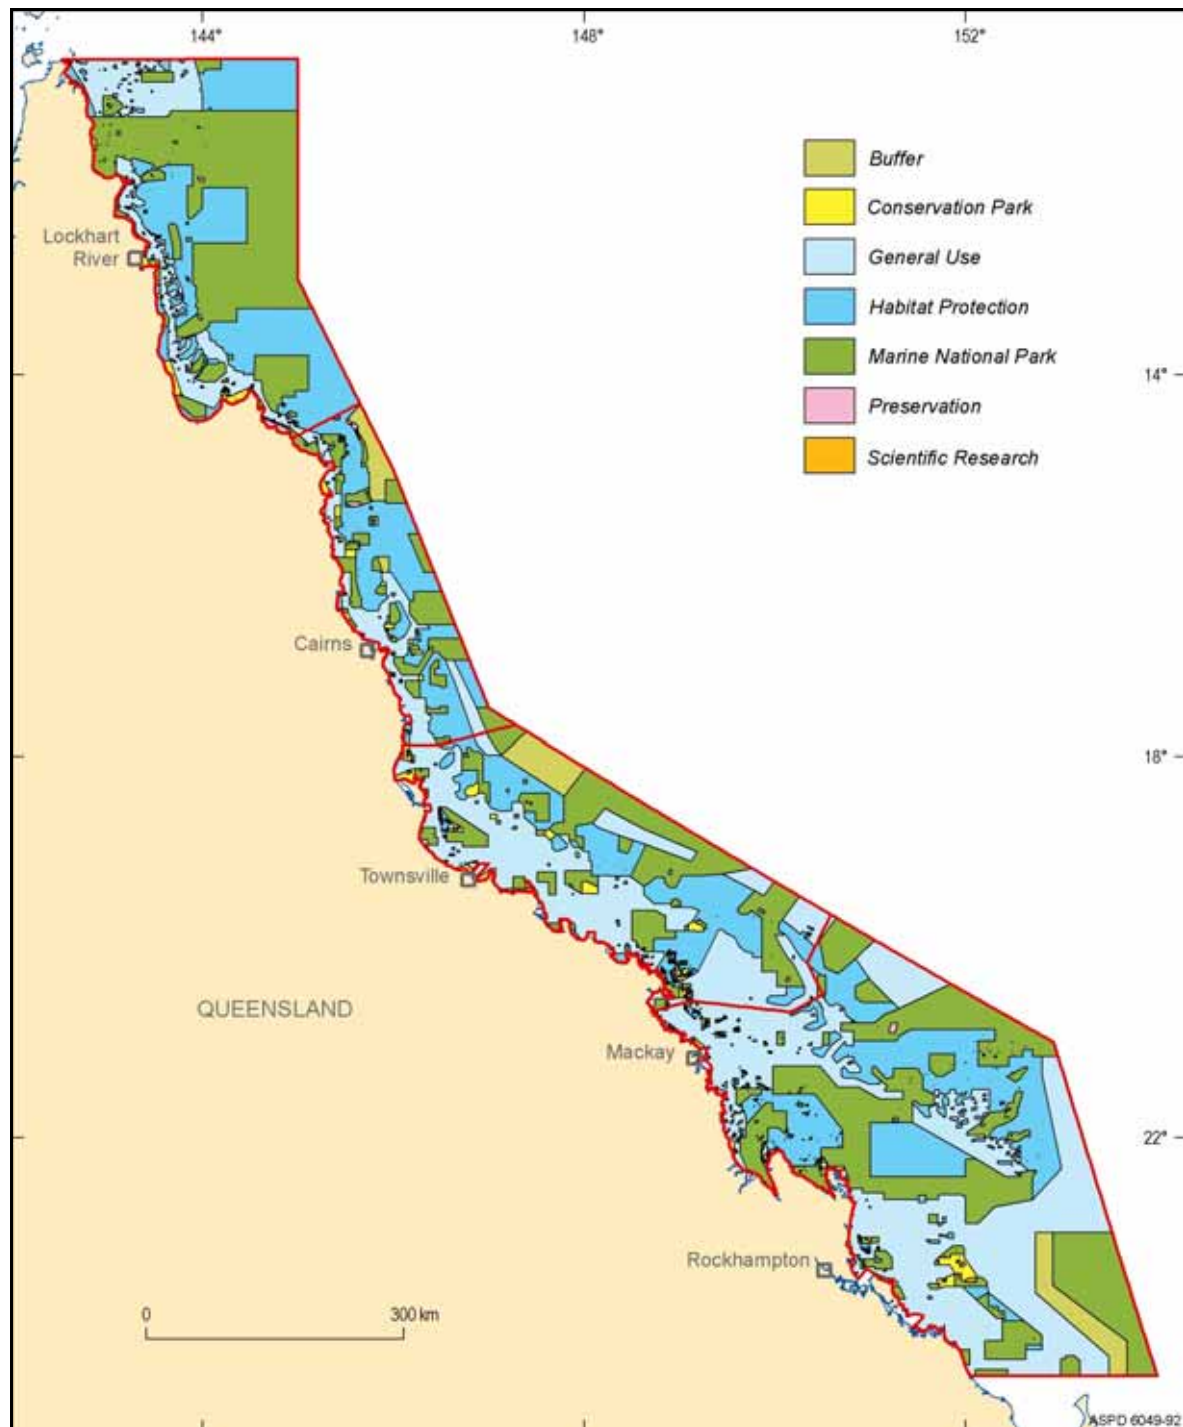 144°
148°
152°
Buffer
Conservation Park
General Use
Habitat Protection
Marine National Park
Preservation
Scientific Research
Lockhart
River
14°
Cairns
18°
Townsville
QUEENSLAND
Mackay
22°
Rockhampton
0
300 km
ASPD 6049-92